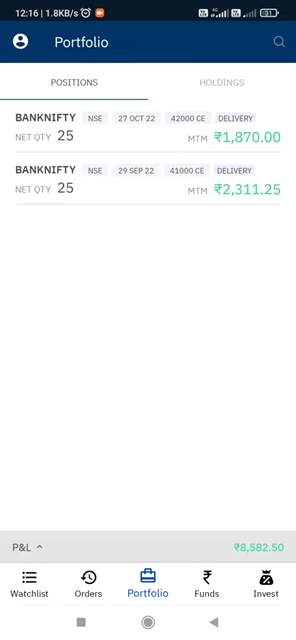 12:16 | 1.8KB/s
Portfolio
POSITIONS HOLDINGS
BANKNIFTY NSE 27 OCT 22 42000 CE DELIVERY
NET QTY 25 MTM ₹1,870.00
BANKNIFTY NSE 29 SEP 22 41000 CE DELIVERY
NET QTY 25 MTM ₹2,311.25
P&L ₹8,582.50
Watchlist Orders Portfolio Funds Invest